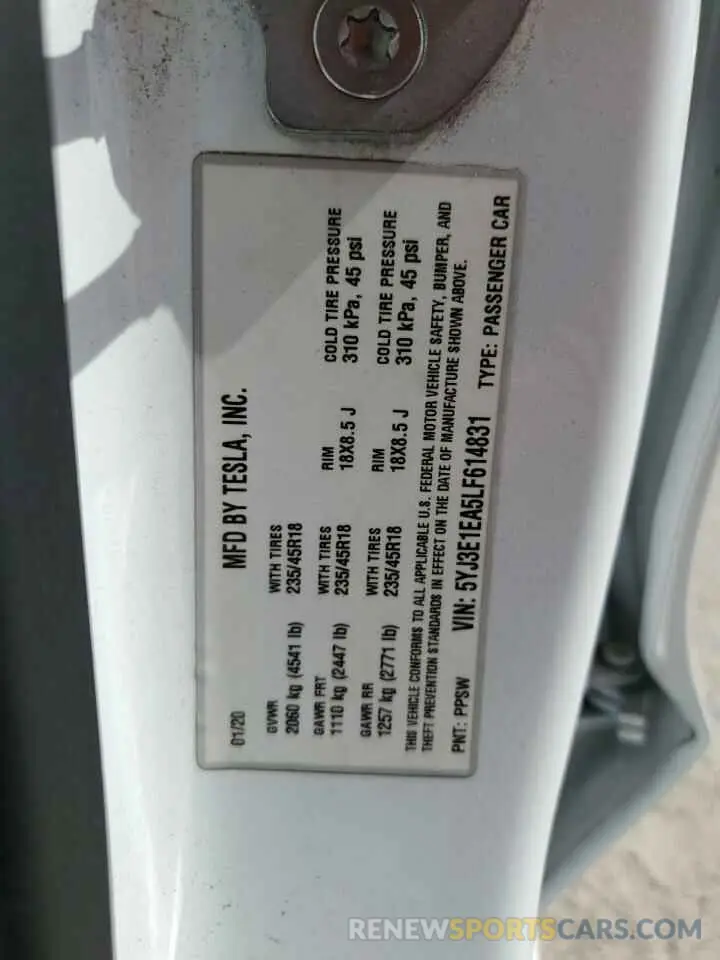 MFD BY TESLA, INC.
01/20
GVWR WITH TIRES
2060 kg (4541 lb) 235/45R18
GAWR FRT WITH TIRES RIM COLD TIRE PRESSURE
1110 kg (2447 lb) 235/45R18 18X8.5 J 310 kPa, 45 psi
GAWR RR WITH TIRES RIM COLD TIRE PRESSURE
1257 kg (2771 lb) 235/45R18 18X8.5 J 310 kPa, 45 psi
THIS VEHICLE CONFORMS TO ALL APPLICABLE U.S. FEDERAL MOTOR VEHICLE SAFETY, BUMPER, AND
THEFT PREVENTION STANDARDS IN EFFECT ON THE DATE OF MANUFACTURE SHOWN ABOVE.
PNT: PPSW VIN: 5YJ3E1EA5LF614831 TYPE: PASSENGER CAR
RENEWSPORTSCARS.COM